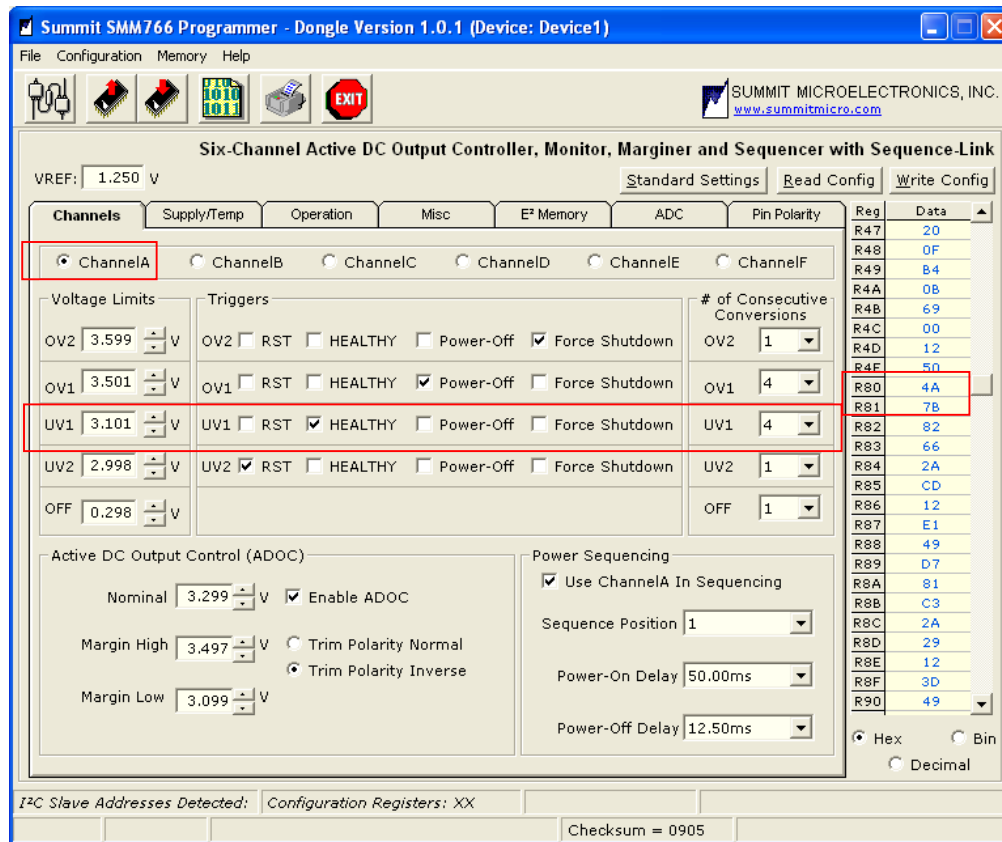 Summit SMM766 Programmer - Dongle Version 1.0.1 (Device: Device1)
File Configuration Memory Help
EXIT
SUMMIT MICROELECTRONICS, INC.
www.summitmicro.com
Six-Channel Active DC Output Controller, Monitor, Marginer and Sequencer with Sequence-Link
VREF: 1.250 V
Standard Settings Read Config Write Config
Channels Supply/Temp Operation Misc E² Memory ADC Pin Polarity
ChannelA ChannelB ChannelC ChannelD ChannelE ChannelF
Voltage Limits Triggers # of Consecutive Conversions
OV2 3.599 V OV2 RST HEALTHY Power-Off Force Shutdown OV2 1
OV1 3.501 V OV1 RST HEALTHY Power-Off Force Shutdown OV1 4
UV1 3.101 V UV1 RST HEALTHY Power-Off Force Shutdown UV1 4
UV2 2.998 V UV2 RST HEALTHY Power-Off Force Shutdown UV2 1
OFF 0.298 V OFF 1
Active DC Output Control (ADOC)
Nominal 3.299 V Enable ADOC
Margin High 3.497 V Trim Polarity Normal
Trim Polarity Inverse
Margin Low 3.099 V
Power Sequencing
Use ChannelA In Sequencing
Sequence Position 1
Power-On Delay 50.00ms
Power-Off Delay 12.50ms
Reg Data
R47 20
R48 0F
R49 B4
R4A 0B
R4B 69
R4C 00
R4D 12
R4E 50
R80 4A
R81 7B
R82 82
R83 66
R84 2A
R85 CD
R86 12
R87 E1
R88 49
R89 D7
R8A 81
R8B C3
R8C 2A
R8D 29
R8E 12
R8F 3D
R90 49
Hex Bin
Decimal
I²C Slave Addresses Detected: Configuration Registers: XX
Checksum = 0905